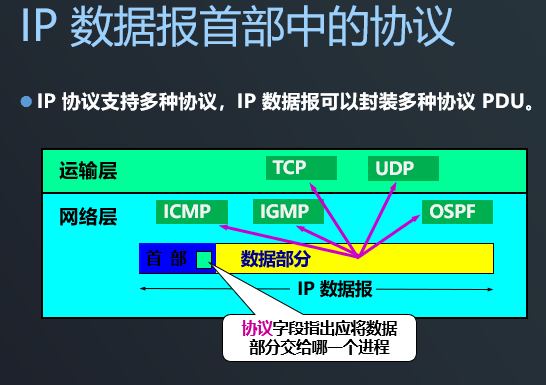 IP 数据报首部中的协议
IP 协议支持多种协议，IP 数据报可以封装多种协议 PDU。
运输层
TCP
UDP
网络层
ICMP
IGMP
OSPF
首 部
数据部分
IP 数据报
协议字段指出应将数据
部分交给哪一个进程